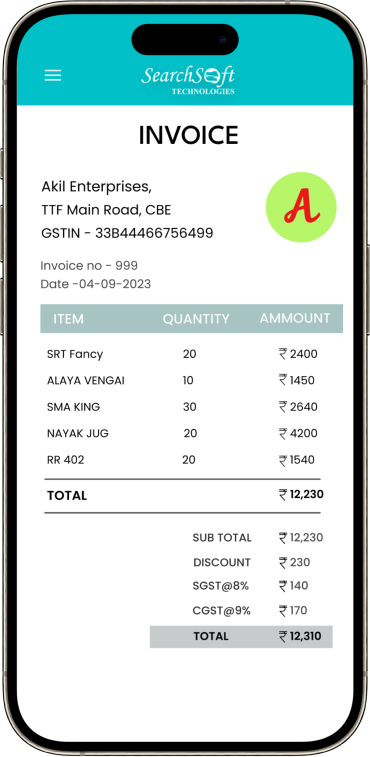 SearchSoft
TECHNOLOGIES
INVOICE
Akil Enterprises,
TTF Main Road, CBE
GSTIN - 33B44466756499
A
Invoice no - 999
Date -04-09-2023
ITEM QUANTITY AMMOUNT
SRT Fancy 20 ₹ 2400
ALAYA VENGAI 10 ₹ 1450
SMA KING 30 ₹ 2640
NAYAK JUG 20 ₹ 4200
RR 402 20 ₹ 1540
TOTAL ₹ 12,230
SUB TOTAL ₹ 12,230
DISCOUNT ₹ 230
SGST@8% ₹ 140
CGST@9% ₹ 170
TOTAL ₹ 12,310